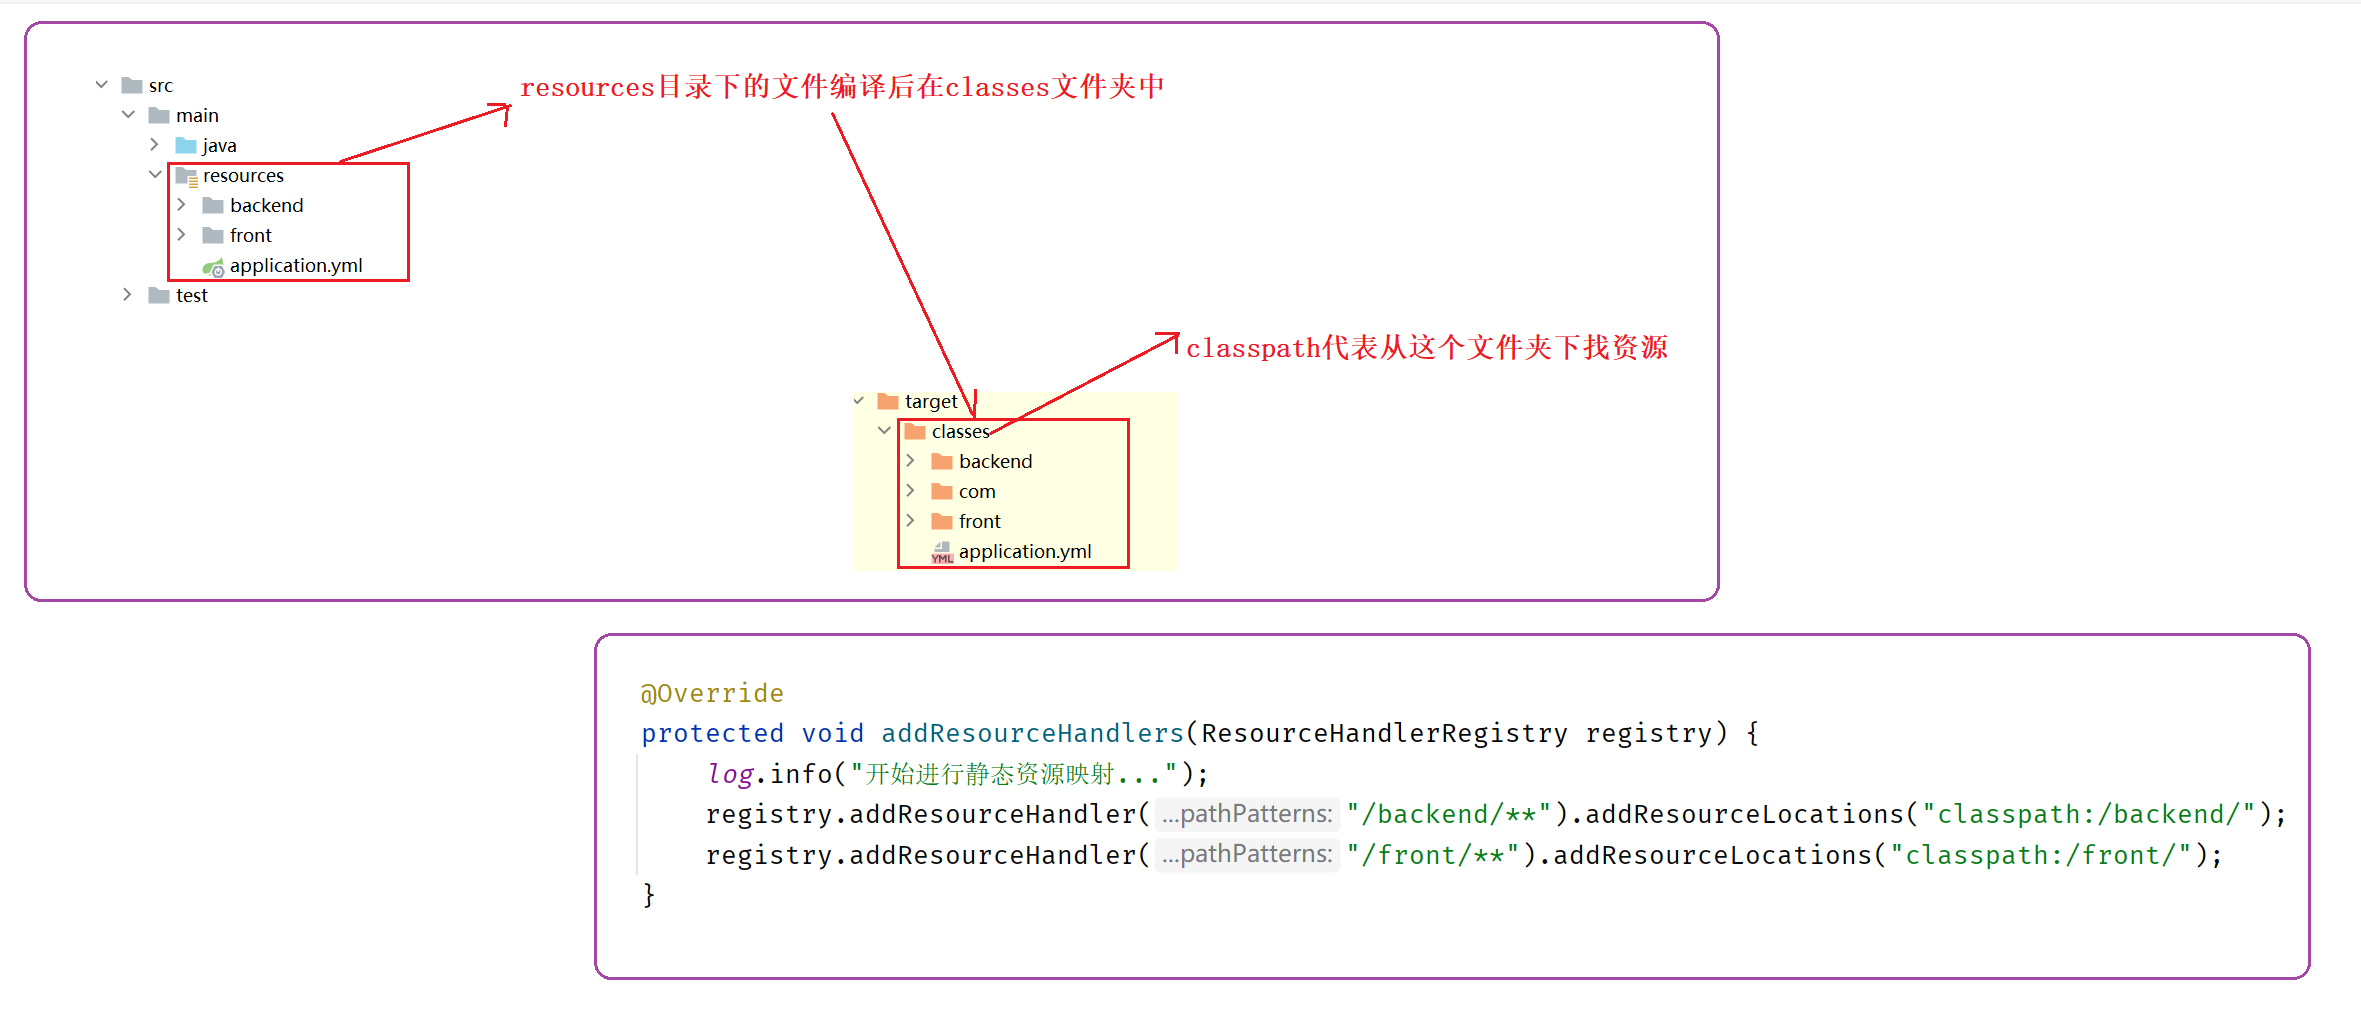 src
main
java
resources
backend
front
application.yml
test
resources目录下的文件编译后在classes文件夹中
classpath代表从这个文件夹下找资源
target
classes
backend
com
front
YML application.yml
@Override
protected void addResourceHandlers(ResourceHandlerRegistry registry) {
log.info("开始进行静态资源映射...");
registry.addResourceHandler( ...pathPatterns: "/backend/**").addResourceLocations("classpath:/backend/");
registry.addResourceHandler( ...pathPatterns: "/front/**").addResourceLocations("classpath:/front/");
}